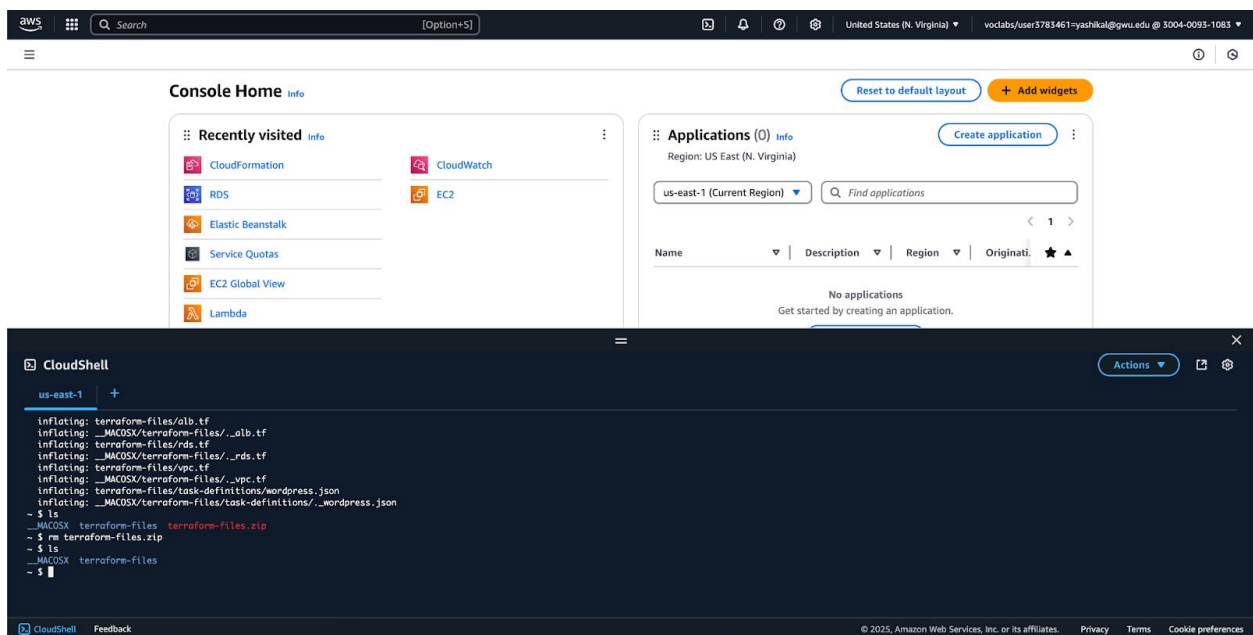 aws Search [Option+S] United States (N. Virginia) ▼ voclabs/user3783461=yashikal@gwu.edu @ 3004-0093-1083 ▼
Console Home Info Reset to default layout + Add widgets
Recently visited Info
CloudFormation CloudWatch
RDS EC2
Elastic Beanstalk
Service Quotas
EC2 Global View
Lambda
Applications (0) Info Create application
Region: US East (N. Virginia)
us-east-1 (Current Region) ▼ Find applications
< 1 >
Name Description Region Originati.
No applications
Get started by creating an application.
CloudShell Actions ▼
us-east-1 +
inflating: terraform-files/alb.tf
inflating: __MACOSX/terraform-files/._alb.tf
inflating: terraform-files/rds.tf
inflating: __MACOSX/terraform-files/._rds.tf
inflating: terraform-files/vpc.tf
inflating: __MACOSX/terraform-files/._vpc.tf
inflating: terraform-files/task-definitions/wordpress.json
inflating: __MACOSX/terraform-files/task-definitions/._wordpress.json
~ $ ls
__MACOSX terraform-files terraform-files.zip
~ $ rm terraform-files.zip
~ $ ls
__MACOSX terraform-files
~ $
CloudShell Feedback © 2025, Amazon Web Services, Inc. or its affiliates. Privacy Terms Cookie preferences